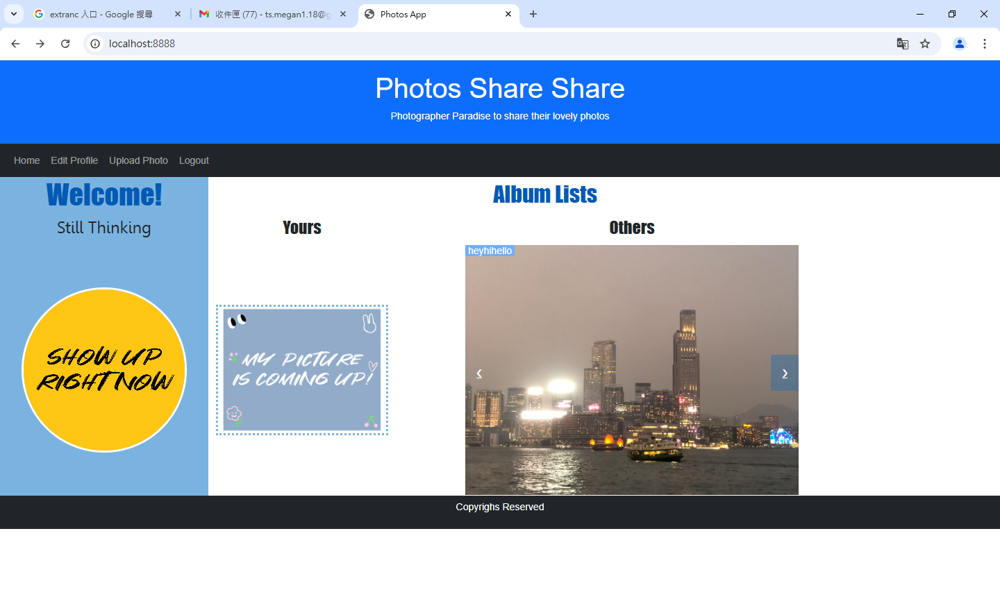 extranc 入口 - Google 搜尋
收件匣 (77) - ts.megan1.18@g
Photos App
localhost:8888
Photos Share Share
Photographer Paradise to share their lovely photos
Home Edit Profile Upload Photo Logout
Welcome!
Still Thinking
SHOW UP
RIGHT NOW
Album Lists
Yours
MY PICTURE
IS COMING UP!
Others
heyhihello
❮
❯
Copyrighs Reserved